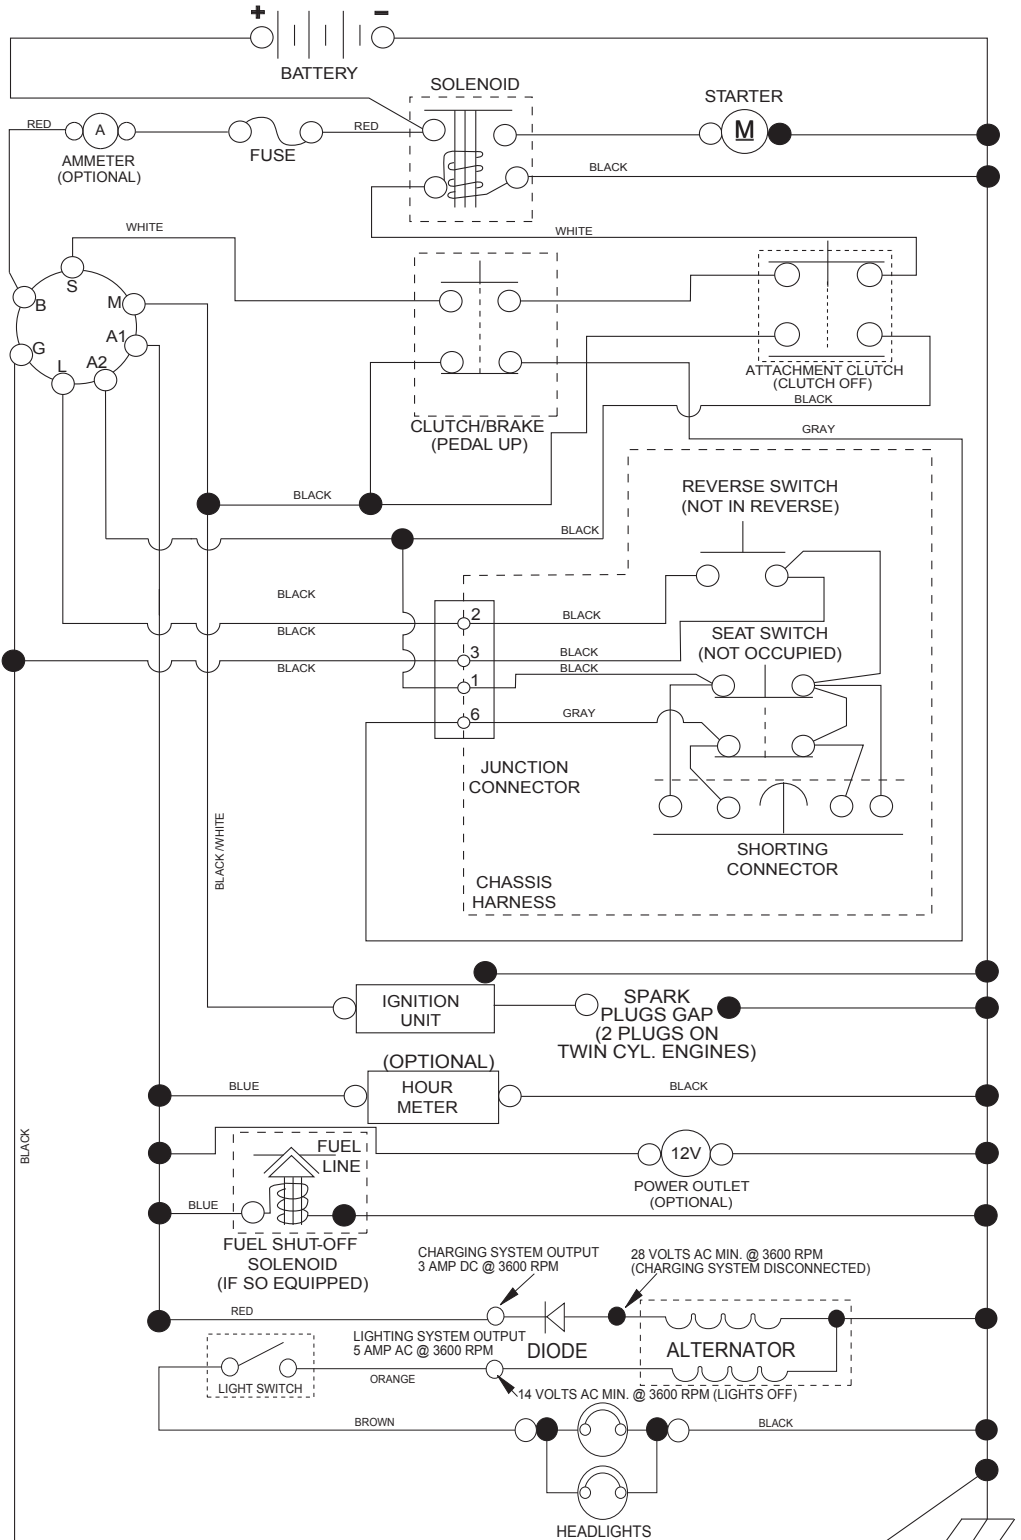 + −
BATTERY
SOLENOID
STARTER
RED
A
RED
M
FUSE
AMMETER
(OPTIONAL)
BLACK
WHITE
WHITE
S
B
M
A1
G
L
A2
ATTACHMENT CLUTCH
(CLUTCH OFF)
BLACK
CLUTCH/BRAKE
(PEDAL UP)
GRAY
REVERSE SWITCH
(NOT IN REVERSE)
BLACK
BLACK
BLACK
2
BLACK
BLACK
SEAT SWITCH
(NOT OCCUPIED)
3
BLACK
BLACK
BLACK
1
6
GRAY
JUNCTION
CONNECTOR
SHORTING
CONNECTOR
BLACK/WHITE
CHASSIS
HARNESS
IGNITION
UNIT
SPARK
PLUGS GAP
(2 PLUGS ON
TWIN CYL. ENGINES)
(OPTIONAL)
BLUE
HOUR
METER
BLACK
BLACK
FUEL
LINE
12V
POWER OUTLET
(OPTIONAL)
BLUE
FUEL SHUT-OFF
SOLENOID
(IF SO EQUIPPED)
CHARGING SYSTEM OUTPUT
3 AMP DC @ 3600 RPM
28 VOLTS AC MIN. @ 3600 RPM
(CHARGING SYSTEM DISCONNECTED)
RED
LIGHTING SYSTEM OUTPUT
5 AMP AC @ 3600 RPM
DIODE
ALTERNATOR
LIGHT SWITCH
ORANGE
14 VOLTS AC MIN. @ 3600 RPM (LIGHTS OFF)
BROWN
BLACK
HEADLIGHTS